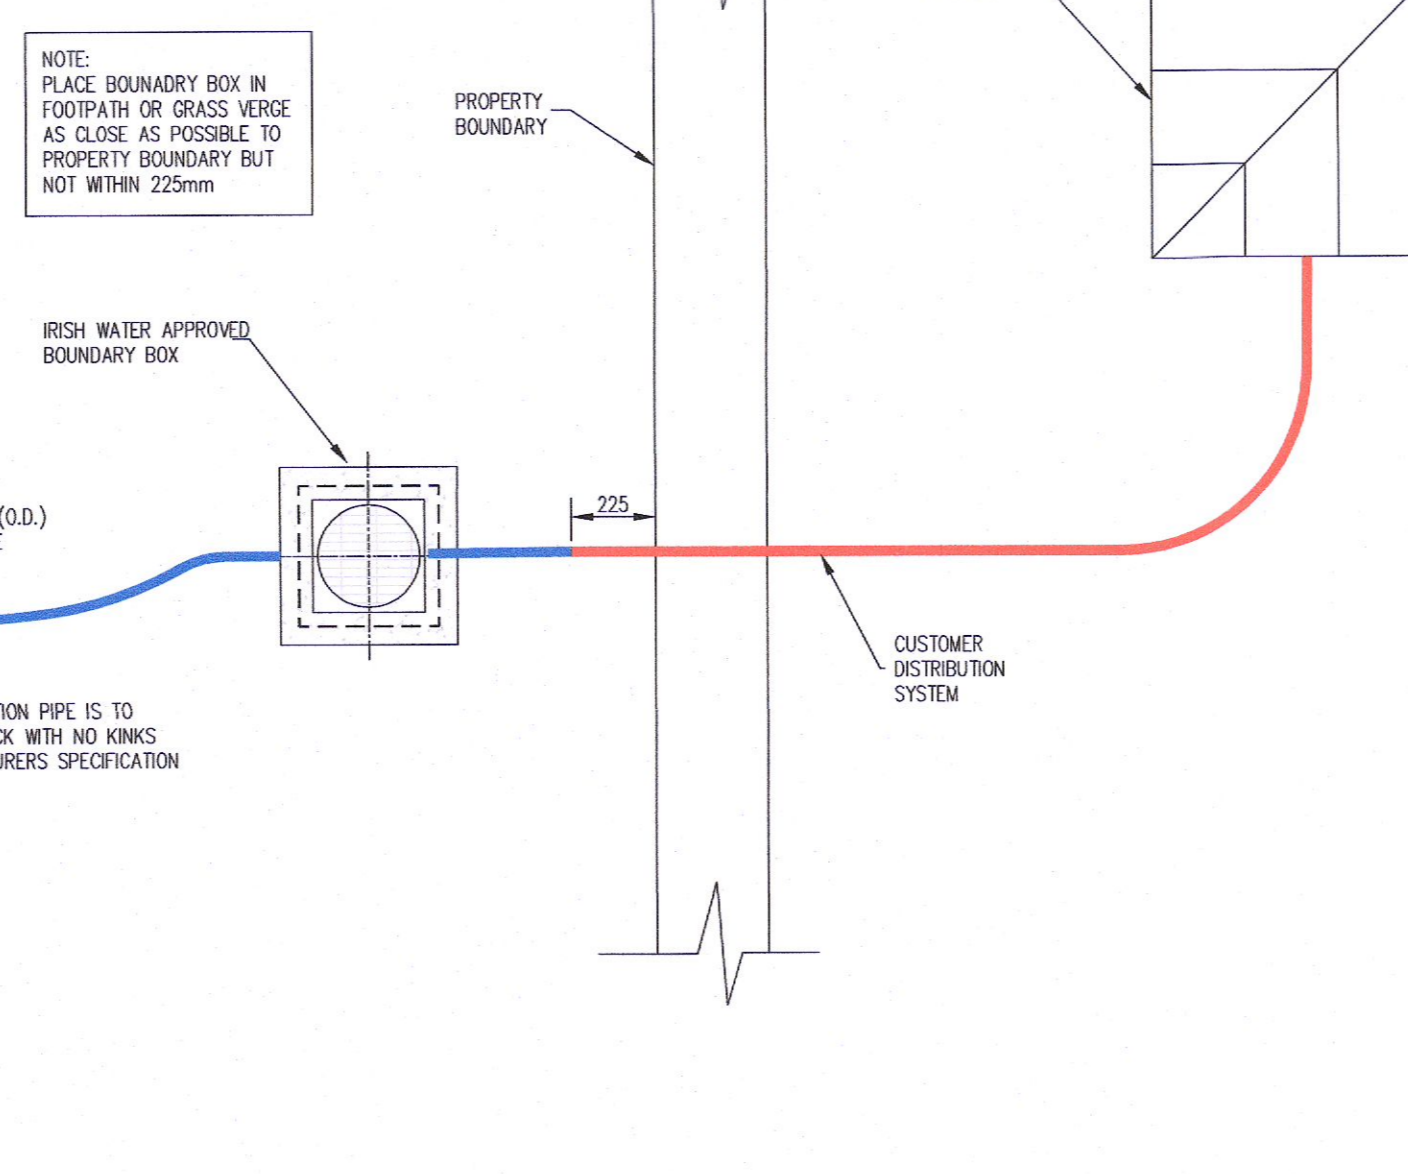 NOTE:
PLACE BOUNADRY BOX IN
FOOTPATH OR GRASS VERGE
AS CLOSE AS POSSIBLE TO
PROPERTY BOUNDARY BUT
NOT WITHIN 225mm
PROPERTY
BOUNDARY
IRISH WATER APPROVED
BOUNDARY BOX
(O.D.)
225
CUSTOMER
DISTRIBUTION
SYSTEM
PIPE IS TO
WITH NO KINKS
SPECIFICATION